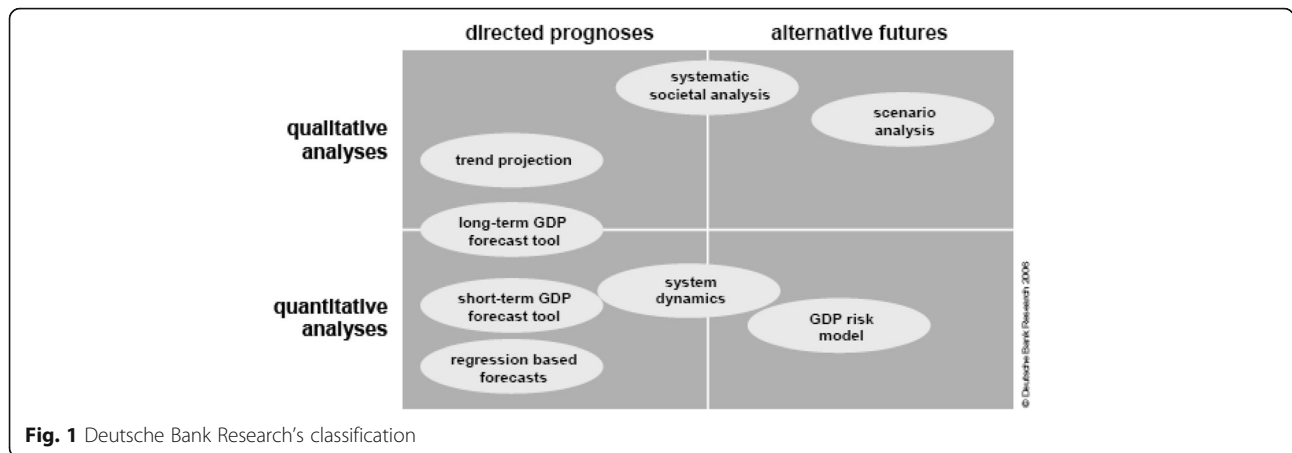 directed prognoses
alternative futures
systematic
societal analysis
scenario
analysis
qualitative
analyses
trend projection
long-term GDP
forecast tool
system
dynamics
quantitative
analyses
short-term GDP
forecast tool
GDP risk
model
regression based
forecasts
© Deutsche Bank Research 2006
Fig. 1 Deutsche Bank Research's classification